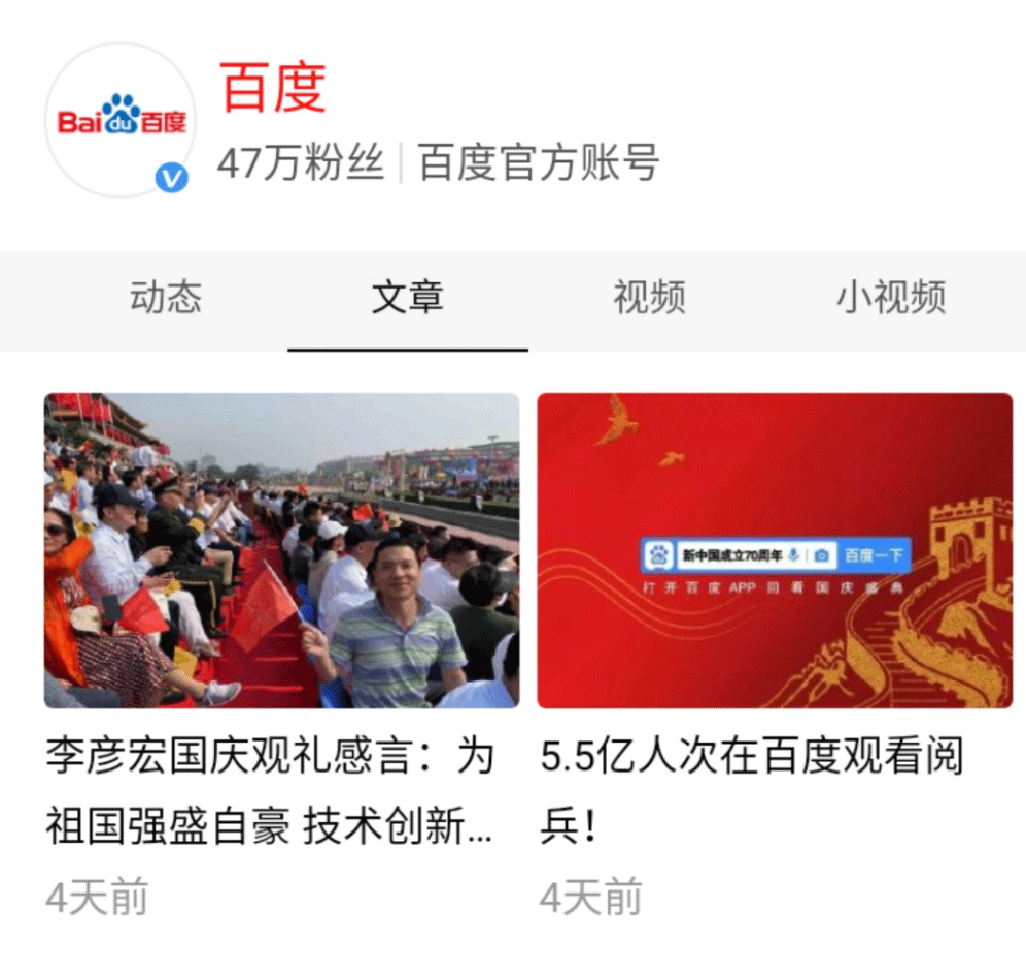 百度
Baidu百度
47万粉丝 | 百度官方账号
动态 文章 视频 小视频
新中国成立70周年 百度一下
打开百度APP回看国庆盛典
李彦宏国庆观礼感言：为
祖国强盛自豪 技术创新...
5.5亿人次在百度观看阅
兵！
4天前
4天前